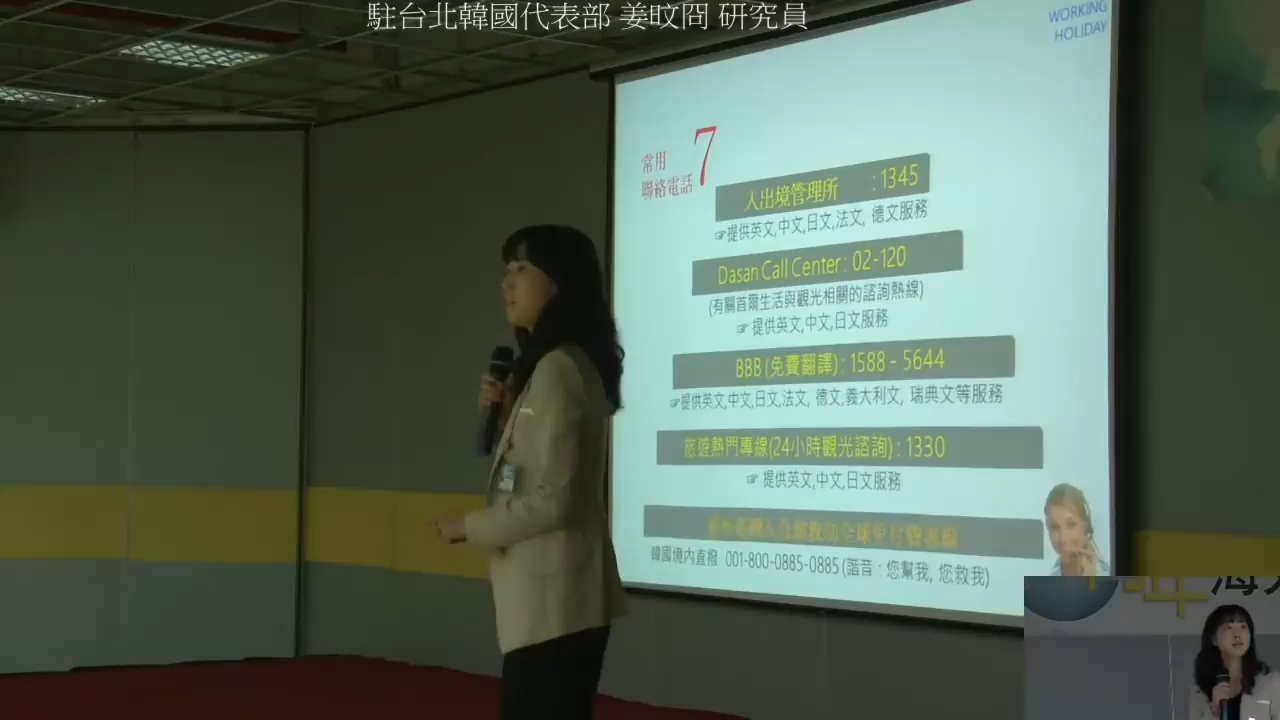 駐台北韓國代表部 姜旼冏 研究員
WORKING
HOLIDAY
常用
聯絡電話
7
入出境管理所 : 1345
☞提供英文,中文,日文,法文, 德文服務
Dasan Call Center : 02-120
(有關首爾生活與觀光相關的諮詢熱線)
☞ 提供英文,中文,日文服務
BBB (免費翻譯) : 1588 - 5644
☞提供英文,中文,日文,法文, 德文,義大利文, 瑞典文等服務
旅遊熱門專線(24小時觀光諮詢) : 1330
☞ 提供英文,中文,日文服務
韓國境內直撥 001-800-0885-0885 (諧音 : 您幫我, 您救我)